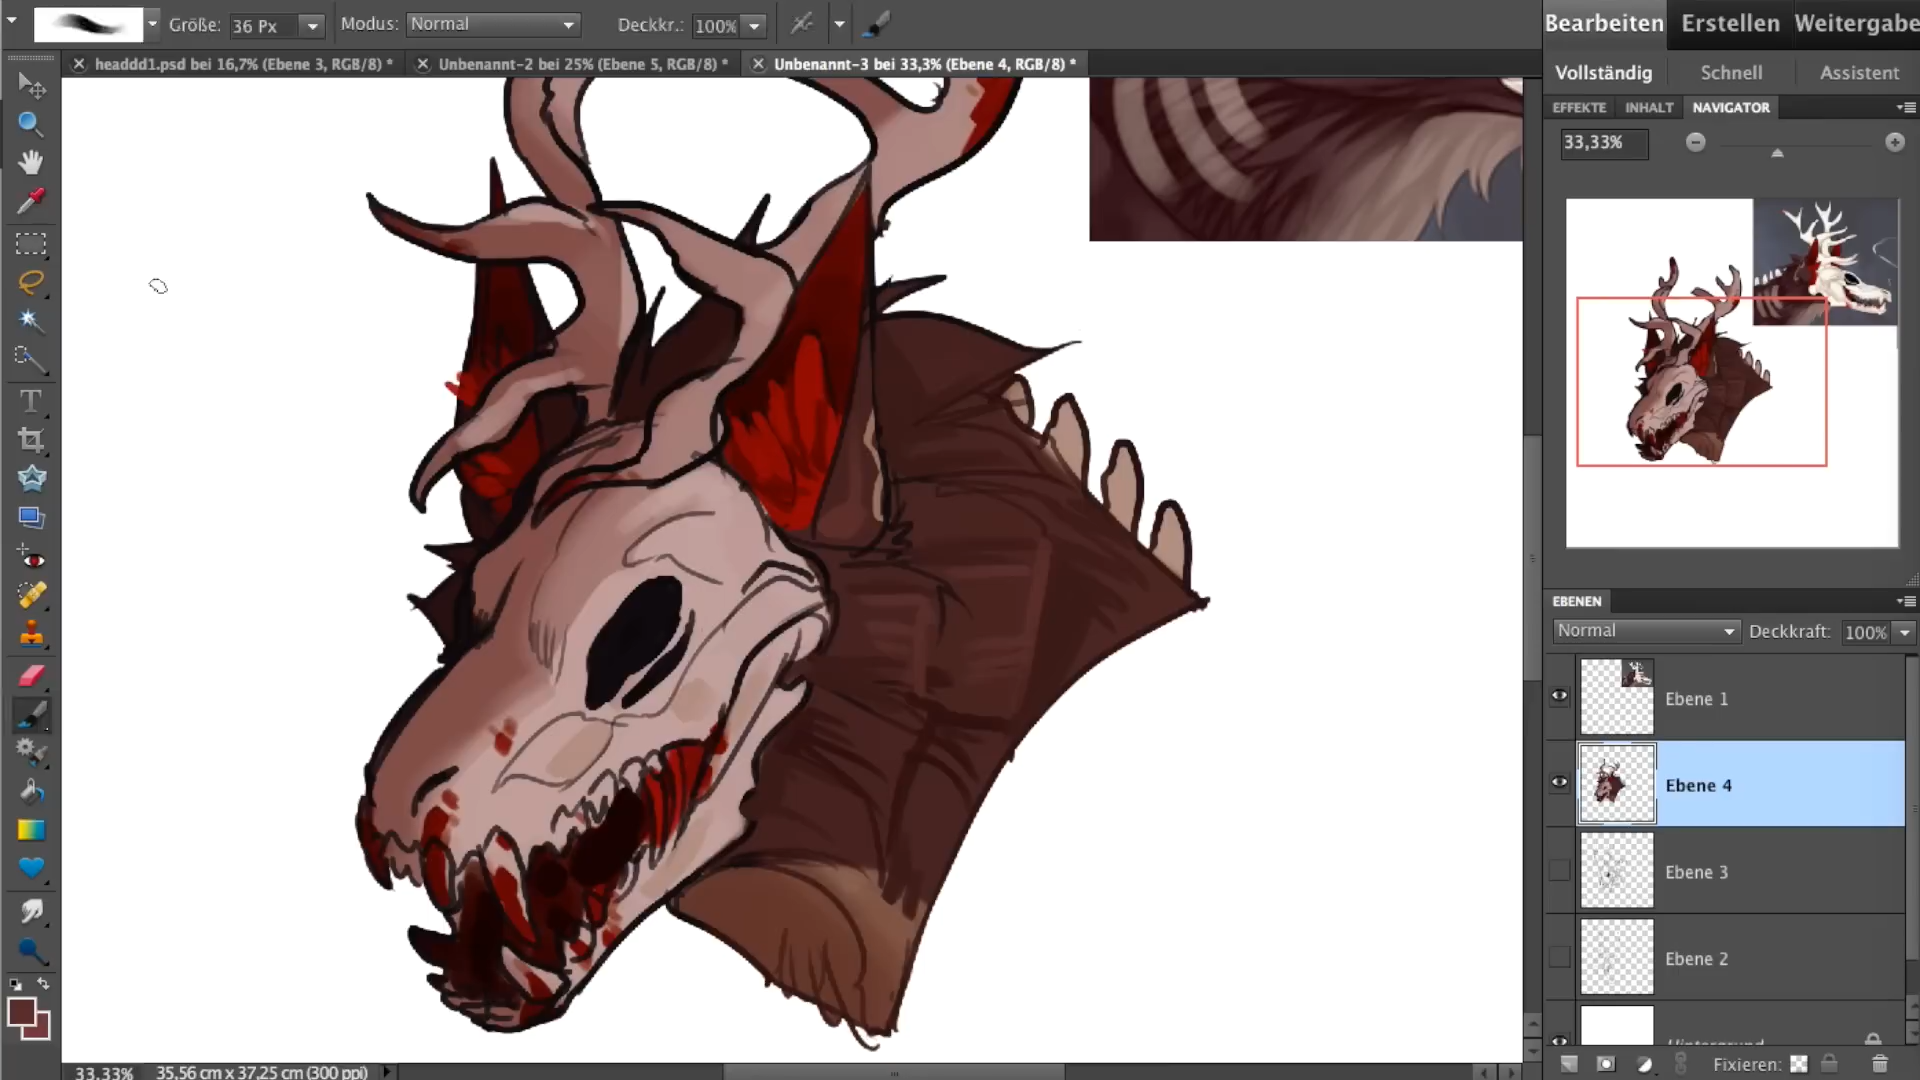 Größe: 36 Px Modus: Normal Deckkr.: 100%
Bearbeiten Erstellen Weitergabe
headdd1.psd bei 16,7% (Ebene 3, RGB/8) * Unbenannt-2 bei 25% (Ebene 5, RGB/8) * Unbenannt-3 bei 33,3% (Ebene 4, RGB/8) *
Vollständig Schnell Assistent
EFFEKTE INHALT NAVIGATOR
33,33%
EBENEN
Normal Deckkraft: 100%
Ebene 1
Ebene 4
Ebene 3
Ebene 2
Hintergrund
Fixieren:
33,33% 35,56 cm x 37,25 cm (300 ppi)